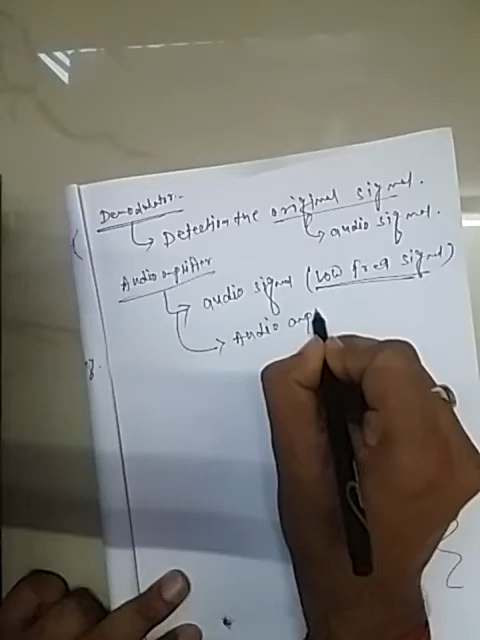 Demodulator:-
→ Detection the original signal.
→ audio signal.
Audio amplifier
→ audio signal (low freq signal)
→ Audio amp